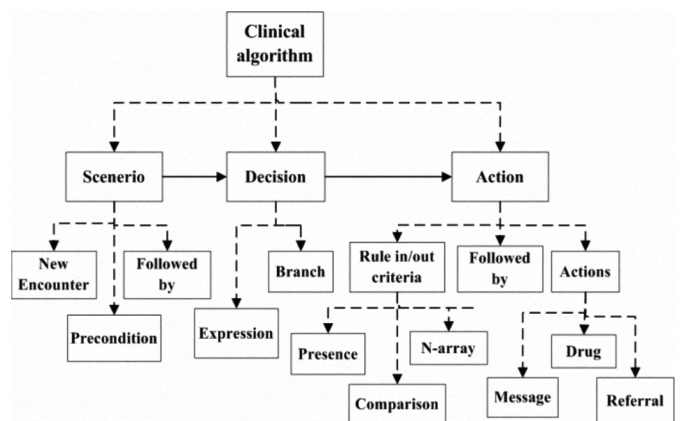 Clinical
algorithm
Scenerio
Decision
Action
New
Encounter
Followed
by
Branch
Rule in/out
criteria
Followed
by
Actions
Precondition
Expression
Presence
N-array
Drug
Comparison
Message
Referral